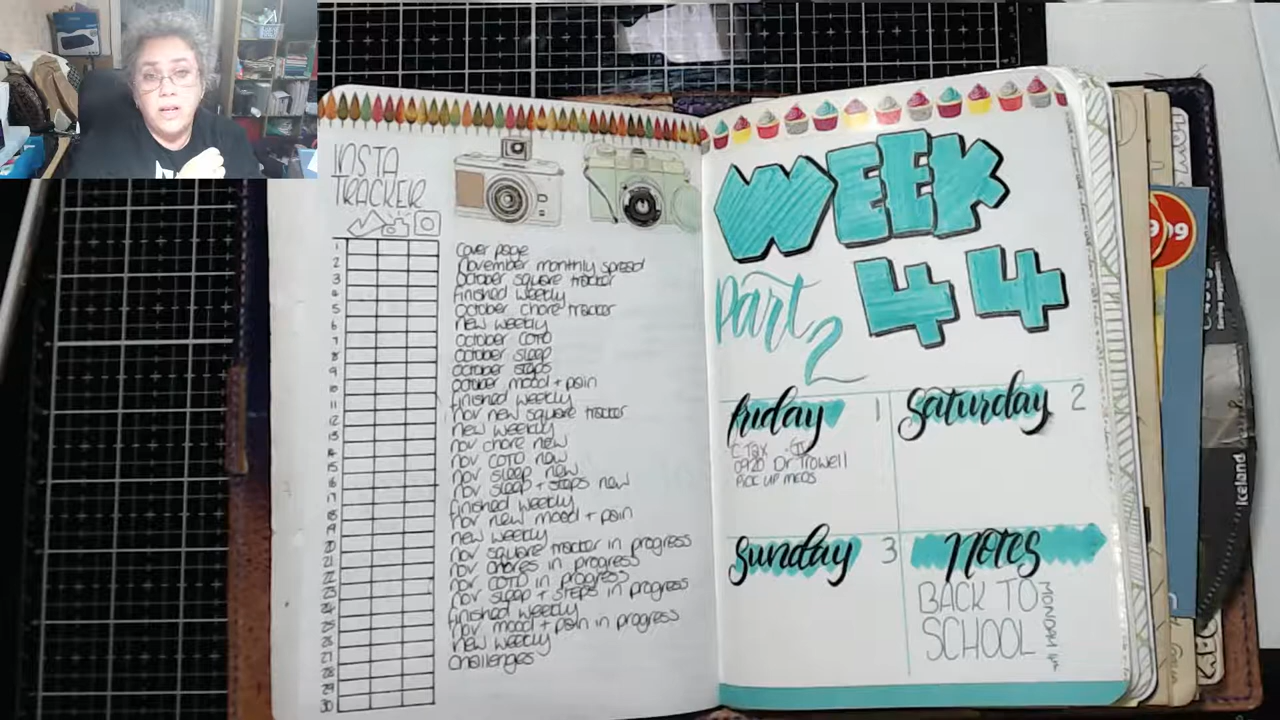 INSTA
TRACKER
1
2
3
4
5
6
7
8
9
10
11
12
13
14
15
16
17
18
19
20
21
22
23
24
25
26
27
28
29
30
cover page
november monthly spread
october square tracker
finished weekly
october chore tracker
new weekly
october COTD
october sleep
october steps
october mood + pain
finished weekly
nov new square tracker
new weekly
nov chore new
nov COTD new
nov sleep new
nov sleep + steps new
finished weekly
nov new mood + pain
new weekly
nov square tracker in progress
nov chores in progress
nov COTD in progress
nov sleep + steps in progress
finished weekly
nov mood + pain in progress
new weekly
challenges
WEEK
44
Part
2
friday 1
C TAX
0920 Dr Trowell
PICK UP MEDS
saturday 2
sunday 3
notes
BACK TO
SCHOOL
MONDAY 4th
99
Iceland